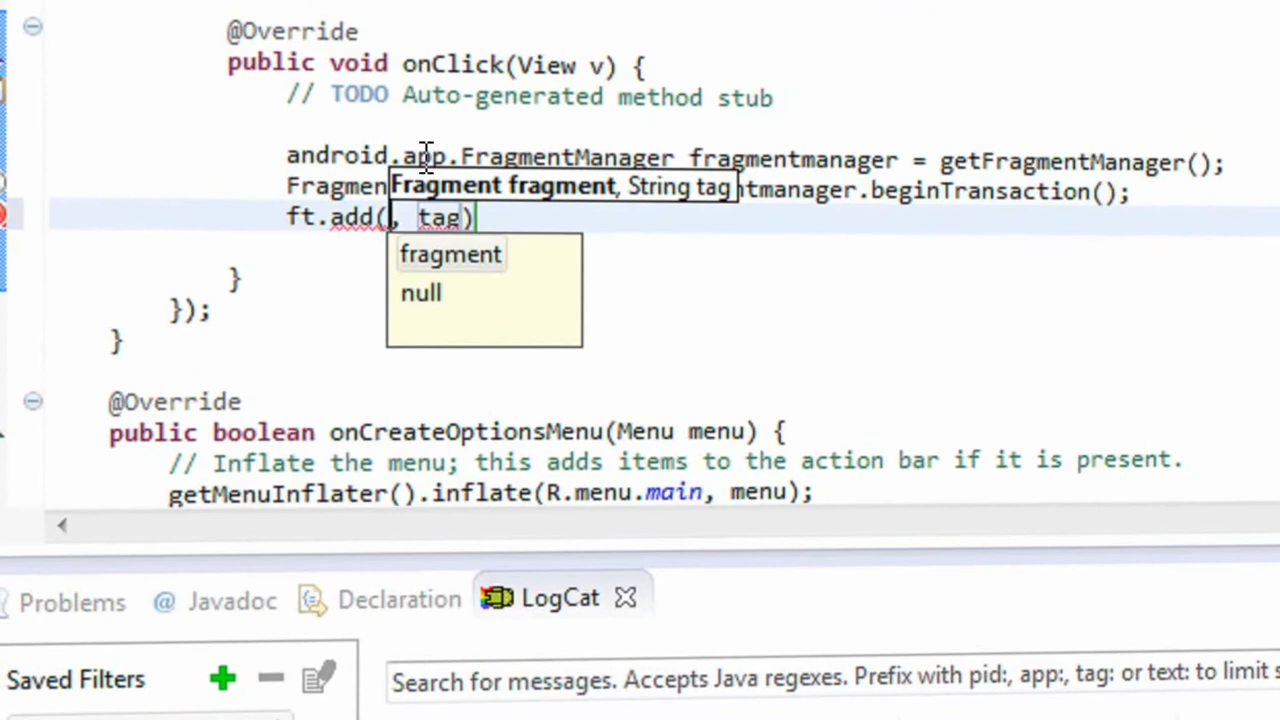 @Override
public void onClick(View v) {
// TODO Auto-generated method stub
android.app.FragmentManager fragmentmanager = getFragmentManager();
Fragmen
Fragment fragment, String tag
tmanager.beginTransaction();
ft.add(, tag)
fragment
null
}
});
}
@Override
public boolean onCreateOptionsMenu(Menu menu) {
// Inflate the menu; this adds items to the action bar if it is present.
getMenuInflater().inflate(R.menu.main, menu);
Problems @ Javadoc Declaration LogCat
Saved Filters
Search for messages. Accepts Java regexes. Prefix with pid:, app:, tag: or text: to limit s